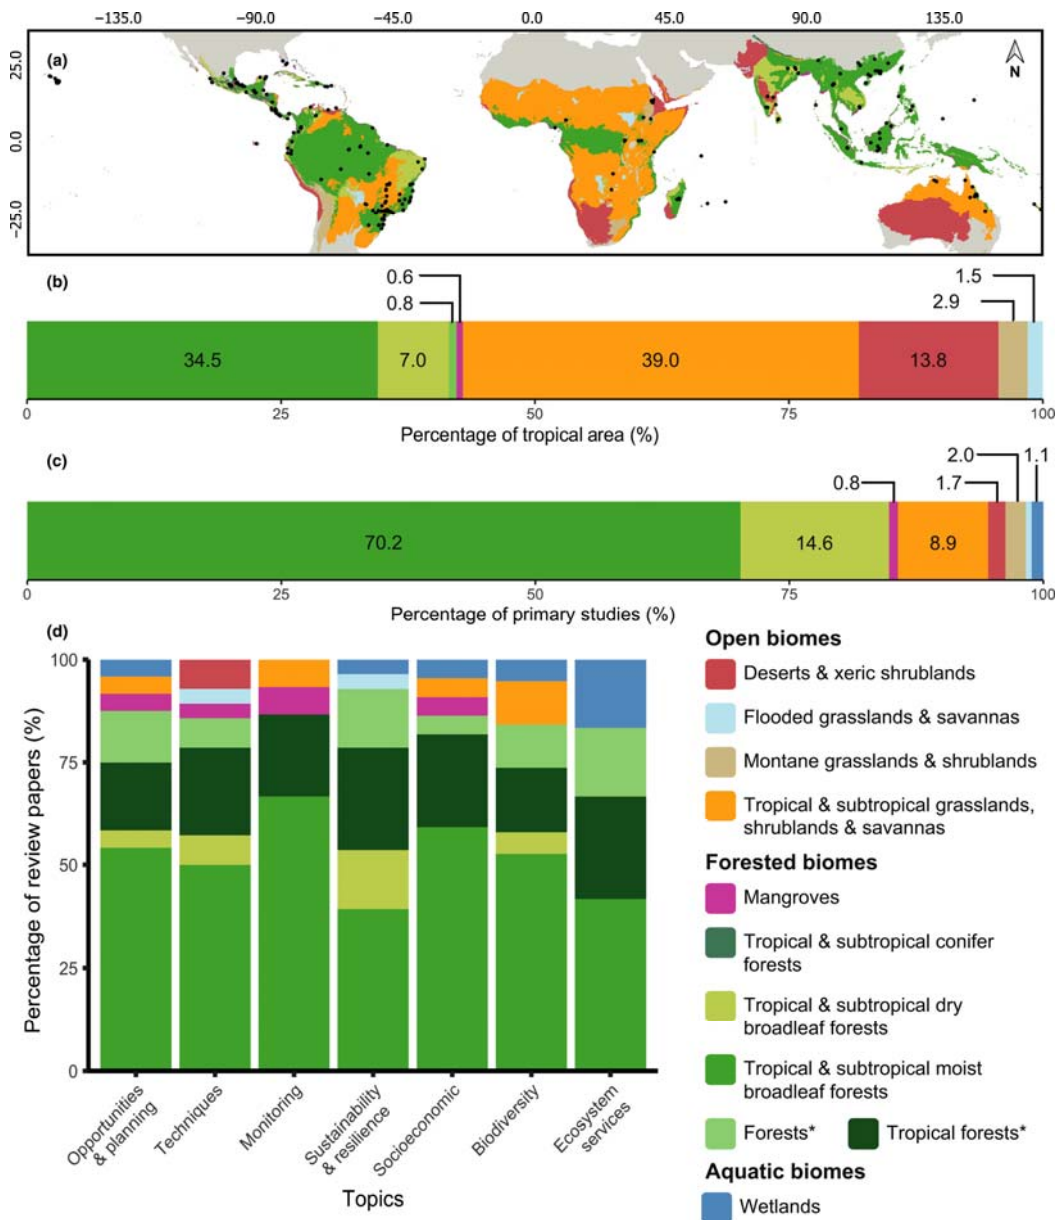 −135.0 −90.0 −45.0 0.0 45.0 90.0 135.0
(a)
25.0
0.0
−25.0
N
(b)
0.6
0.8
1.5
2.9
34.5 7.0 39.0 13.8
0 25 50 75 100
Percentage of tropical area (%)
(c)
2.0 1.1
0.8 1.7
70.2 14.6 8.9
0 25 50 75 100
Percentage of primary studies (%)
(d)
100
75
50
25
0
Percentage of review papers (%)
Opportunities
& planning
Techniques
Monitoring
Sustainability
& resilience
Socioeconomic
Biodiversity
Ecosystem
services
Topics
Open biomes
Deserts & xeric shrublands
Flooded grasslands & savannas
Montane grasslands & shrublands
Tropical & subtropical grasslands,
shrublands & savannas
Forested biomes
Mangroves
Tropical & subtropical conifer
forests
Tropical & subtropical dry
broadleaf forests
Tropical & subtropical moist
broadleaf forests
Forests* Tropical forests*
Aquatic biomes
Wetlands